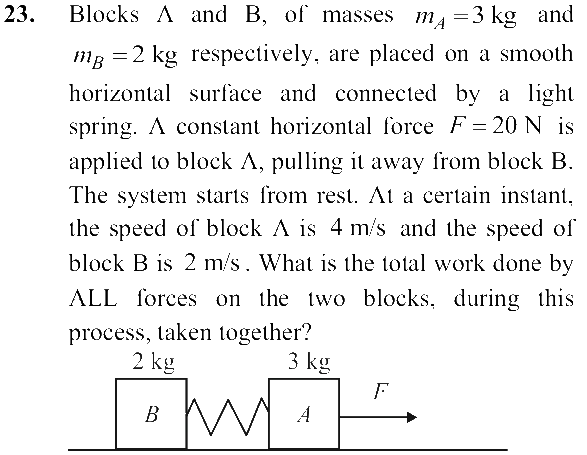 23. Blocks A and B, of masses m_A = 3 kg and
m_B = 2 kg respectively, are placed on a smooth
horizontal surface and connected by a light
spring. A constant horizontal force F = 20 N is
applied to block A, pulling it away from block B.
The system starts from rest. At a certain instant,
the speed of block A is 4 m/s and the speed of
block B is 2 m/s. What is the total work done by
ALL forces on the two blocks, during this
process, taken together?
2 kg 3 kg
F
B A